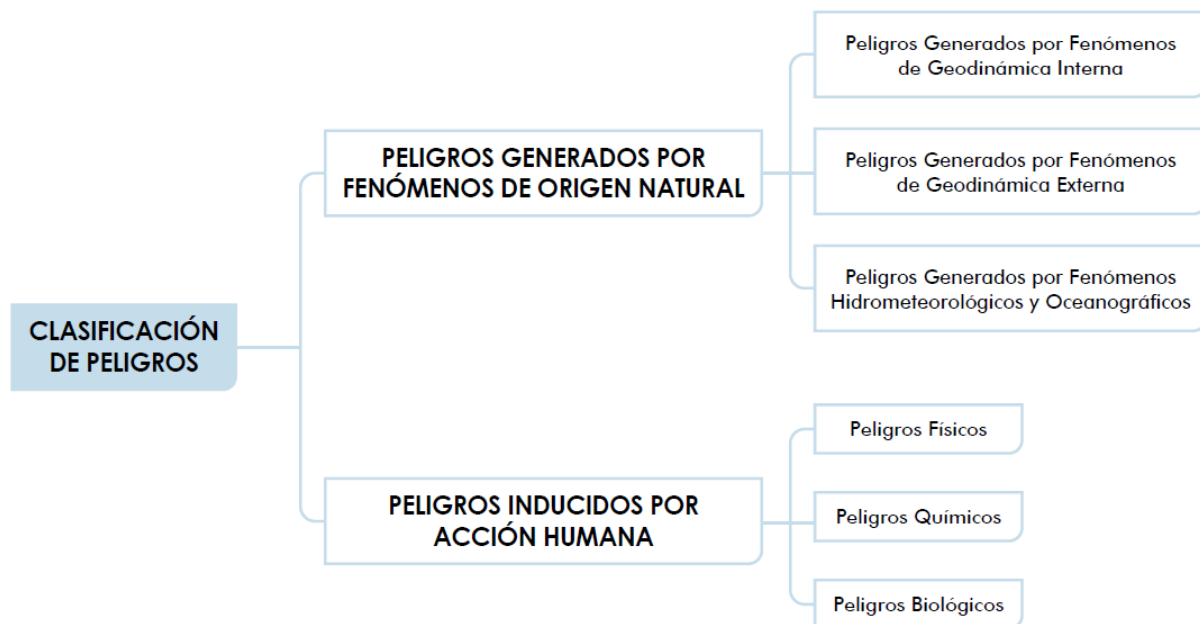 CLASIFICACIÓN
DE PELIGROS
PELIGROS GENERADOS POR
FENÓMENOS DE ORIGEN NATURAL
Peligros Generados por Fenómenos
de Geodinámica Interna
Peligros Generados por Fenómenos
de Geodinámica Externa
Peligros Generados por Fenómenos
Hidrometeorológicos y Oceanográficos
PELIGROS INDUCIDOS POR
ACCIÓN HUMANA
Peligros Físicos
Peligros Químicos
Peligros Biológicos